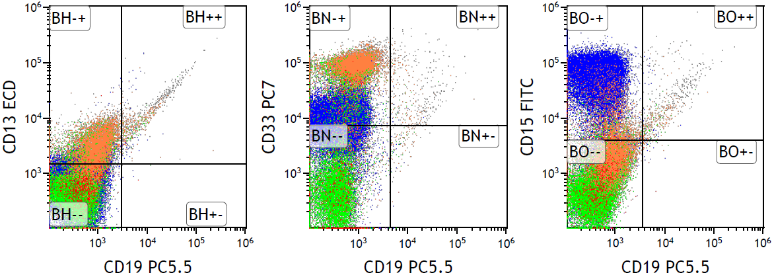 BH-+ BH++
10⁶
10⁵
10⁴
10³
CD13 ECD
BH-- BH+-
10³ 10⁴ 10⁵ 10⁶
CD19 PC5.5
BN-+ BN++
10⁶
10⁵
10⁴
10³
CD33 PC7
BN-- BN+-
10³ 10⁴ 10⁵ 10⁶
CD19 PC5.5
BO-+ BO++
10⁶
10⁵
10⁴
10³
CD15 FITC
BO-- BO+-
10³ 10⁴ 10⁵ 10⁶
CD19 PC5.5